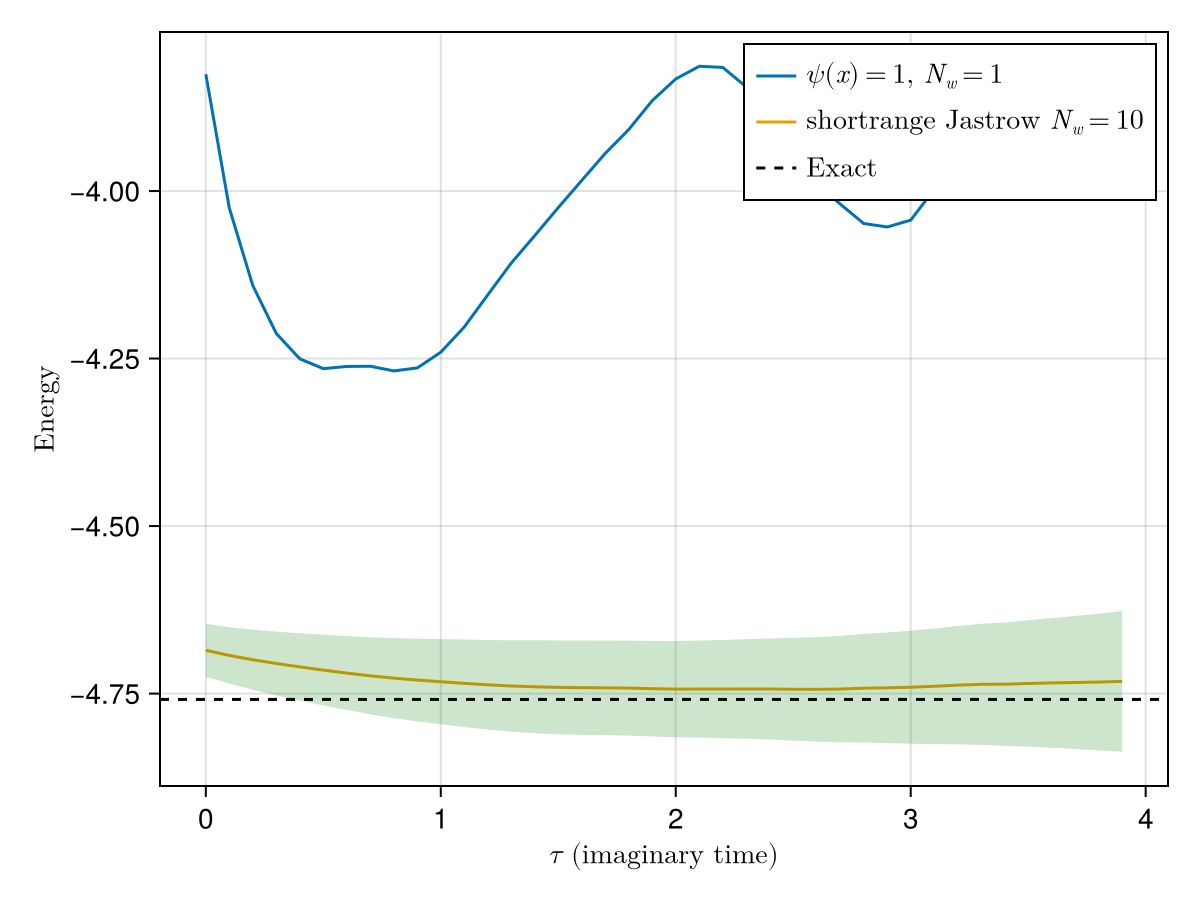 ψ(x) = 1, N_w = 1
shortrange Jastrow N_w = 10
Exact
−4.00
−4.25
−4.50
−4.75
Energy
0 1 2 3 4
τ (imaginary time)